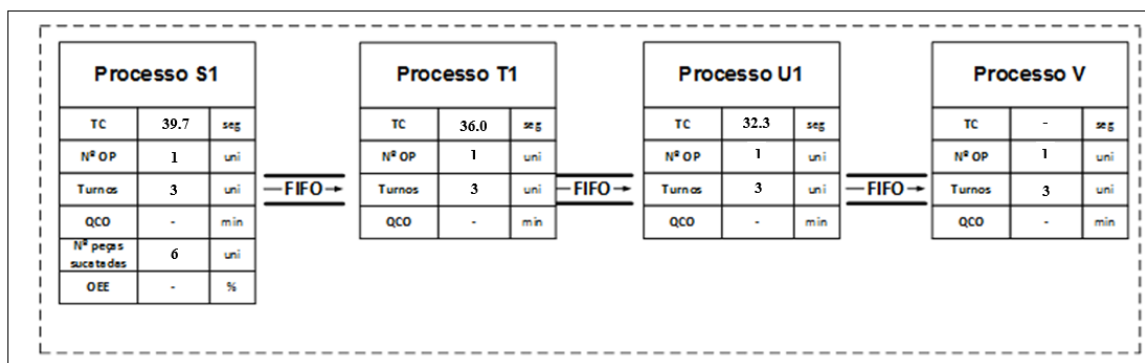 Processo S1
TC 39.7 seg
Nº OP 1 uni
Turnos 3 uni
QCO - min
Nº peças sucatadas 6 uni
OEE - %
FIFO
Processo T1
TC 36.0 seg
Nº OP 1 uni
Turnos 3 uni
QCO - min
FIFO
Processo U1
TC 32.3 seg
Nº OP 1 uni
Turnos 3 uni
QCO - min
FIFO
Processo V
TC - seg
Nº OP 1 uni
Turnos 3 uni
QCO - min